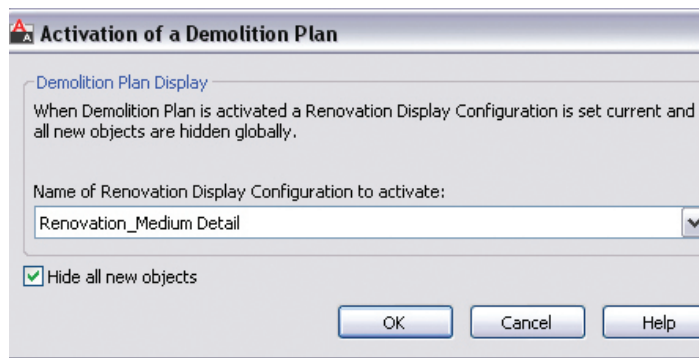 Activation of a Demolition Plan
Demolition Plan Display
When Demolition Plan is activated a Renovation Display Configuration is set current and
all new objects are hidden globally.
Name of Renovation Display Configuration to activate:
Renovation_Medium Detail
Hide all new objects
OK Cancel Help